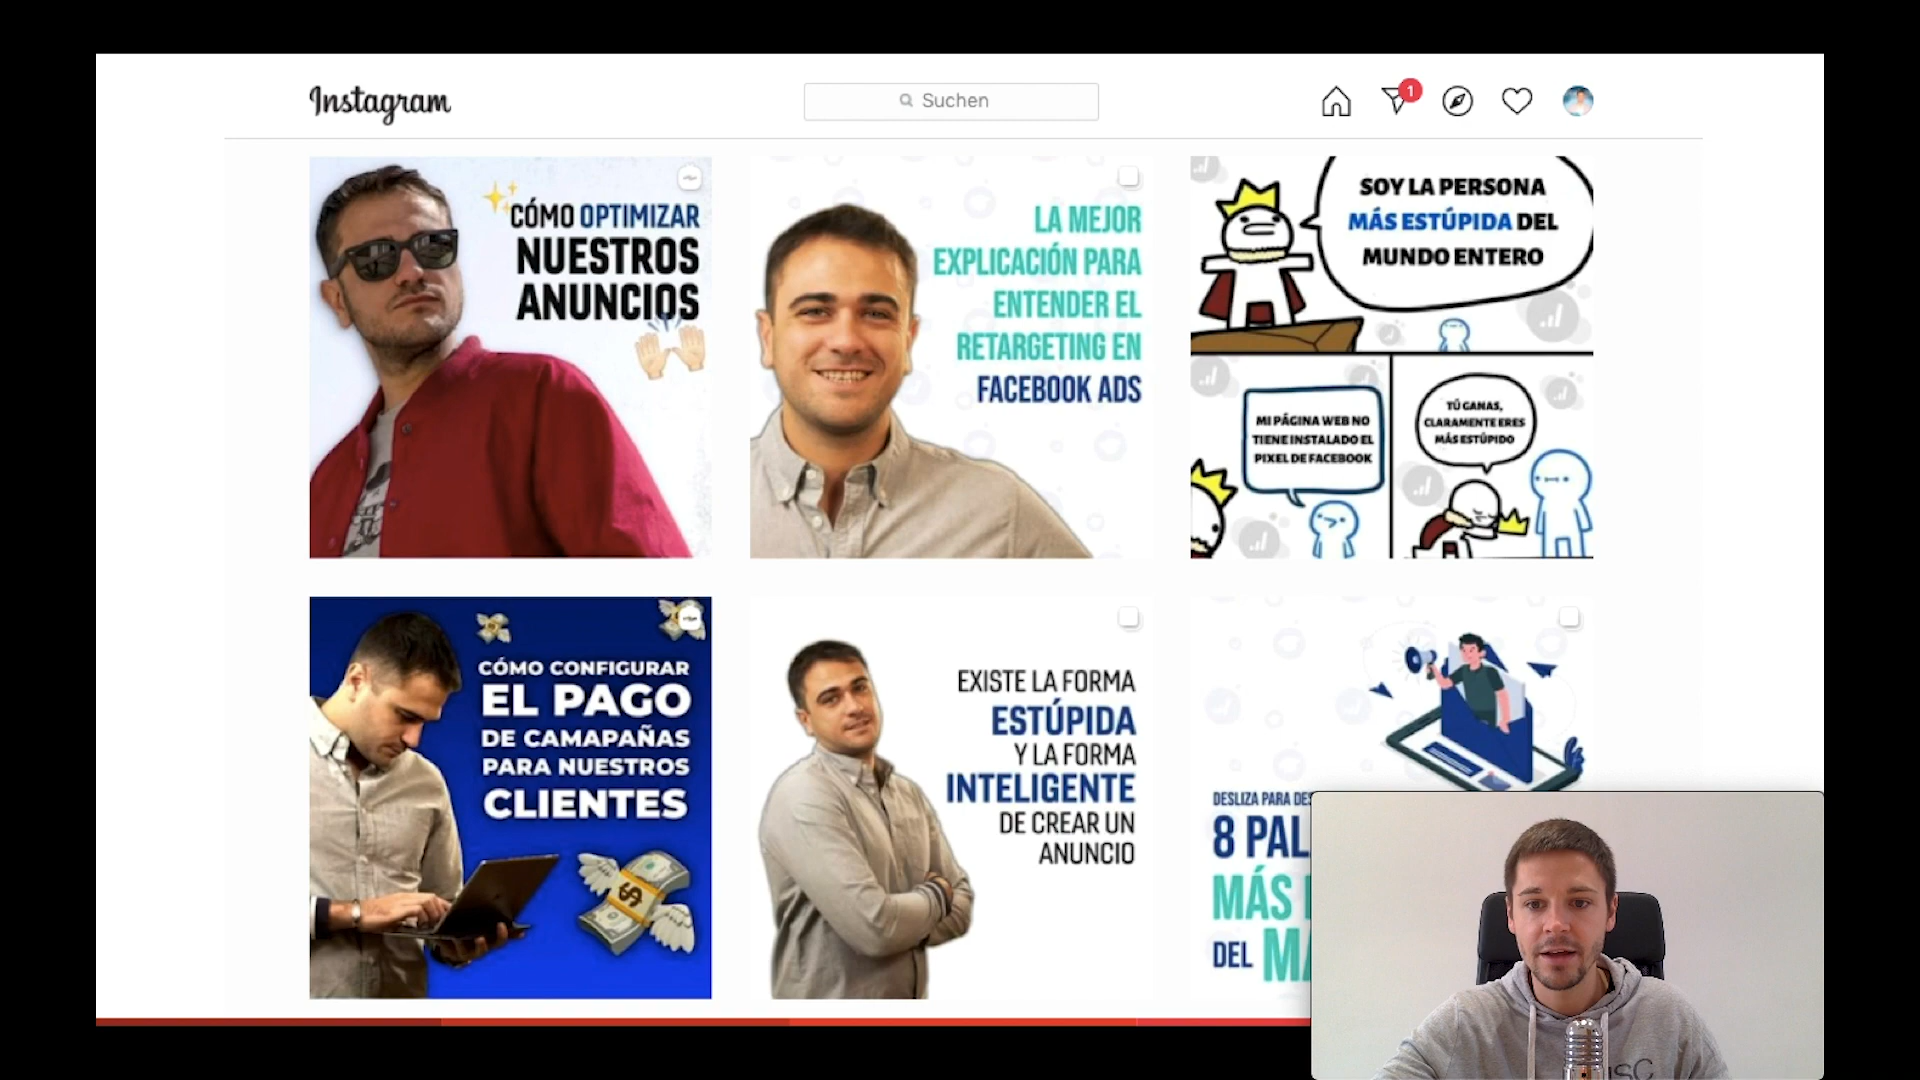 Instagram
Suchen
1
CÓMO OPTIMIZAR
NUESTROS
ANUNCIOS
LA MEJOR
EXPLICACIÓN PARA
ENTENDER EL
RETARGETING EN
FACEBOOK ADS
SOY LA PERSONA
MÁS ESTÚPIDA DEL
MUNDO ENTERO
MI PÁGINA WEB NO
TIENE INSTALADO EL
PIXEL DE FACEBOOK
TÚ GANAS,
CLARAMENTE ERES
MÁS ESTÚPIDO
CÓMO CONFIGURAR
EL PAGO
DE CAMAPAÑAS
PARA NUESTROS
CLIENTES
EXISTE LA FORMA
ESTÚPIDA
Y LA FORMA
INTELIGENTE
DE CREAR UN
ANUNCIO
DESLIZA PARA
8
MÁS
DEL